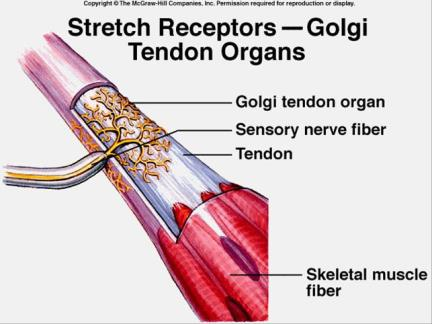 Copyright © The McGraw-Hill Companies, Inc. Permission required for reproduction or display.
Stretch Receptors — Golgi
Tendon Organs
Golgi tendon organ
Sensory nerve fiber
Tendon
Skeletal muscle
fiber